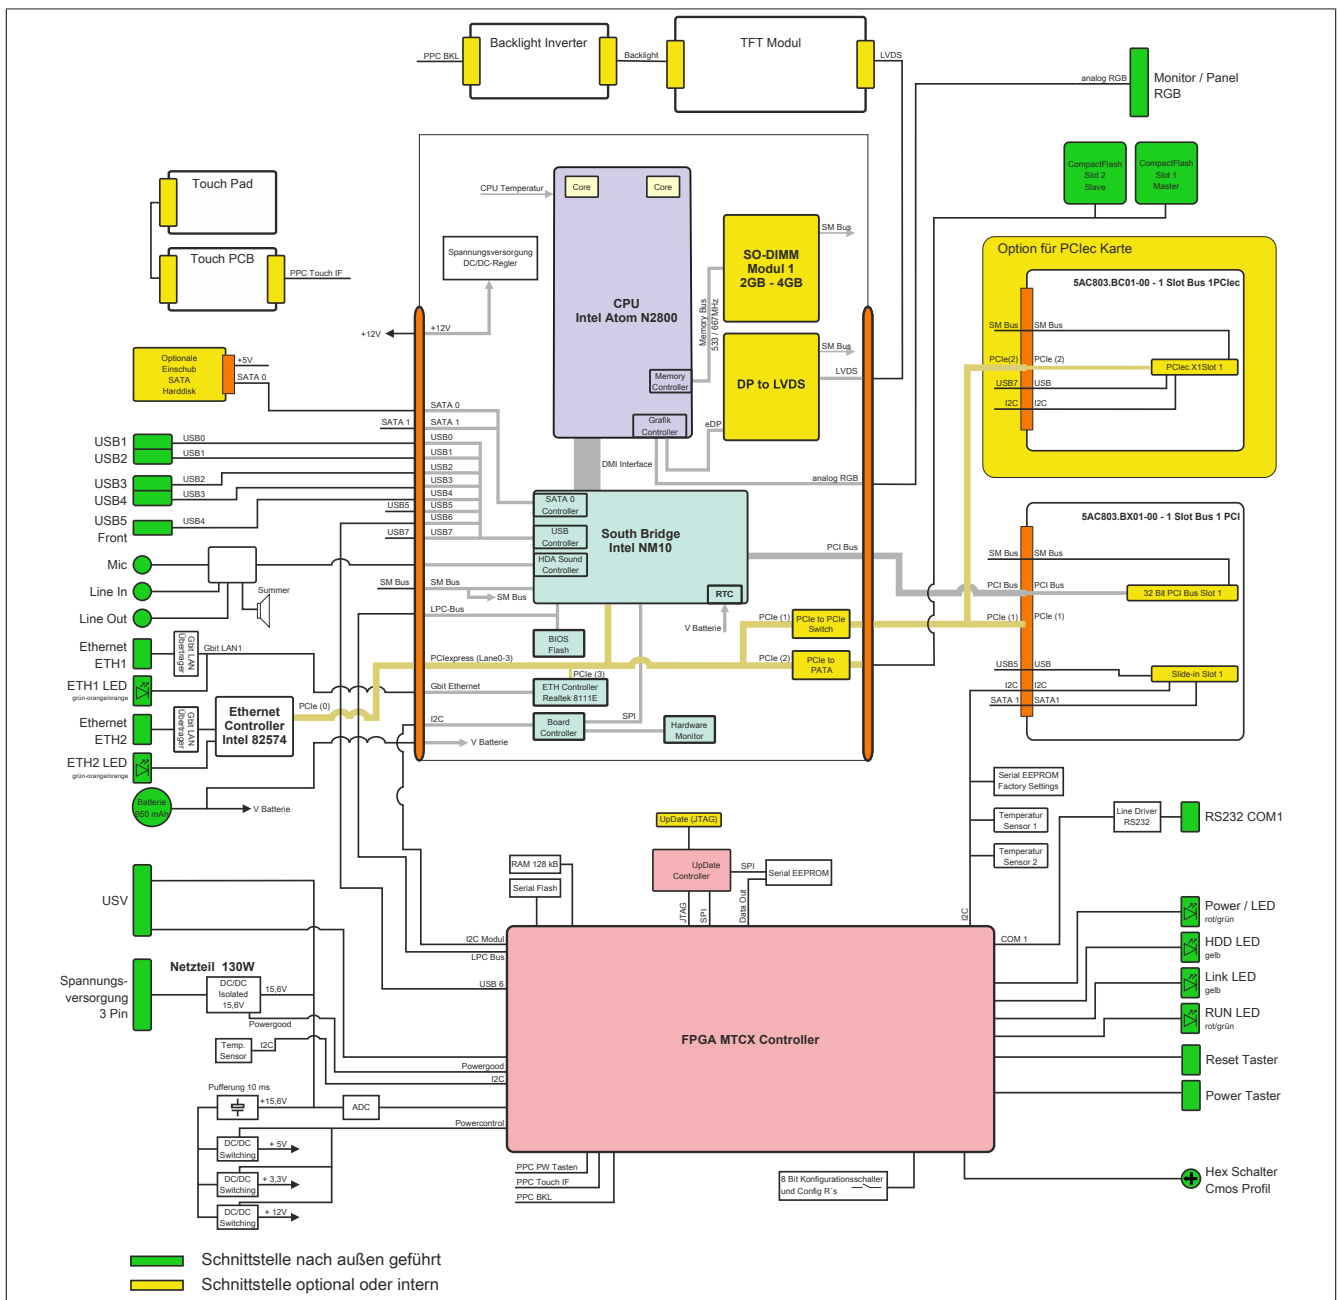 Backlight Inverter
TFT Modul
PPC BKL
Backlight
LVDS
analog RGB
Monitor / Panel
RGB
CompactFlash
Slot 2
Slave
CompactFlash
Slot 1
Master
Touch Pad
Touch PCB
PPC Touch IF
CPU Temperatur
Core
Core
CPU
Intel Atom N2800
Spannungsversorgung
DC/DC-Regler
SM Bus
SO-DIMM
Modul 1
2GB - 4GB
Memory Bus
533 / 667MHz
Memory
Controller
Grafik
Controller
SM Bus
DP to LVDS
LVDS
eDP
DMI Interface
analog RGB
Option für PCIec Karte
5AC803.BC01-00 - 1 Slot Bus 1PCIec
SM Bus
SM Bus
PCIe(2)
PCIe (2)
PCIec X1Slot 1
USB7
USB
I2C
I2C
+12V
+12V
Optionale
Einschub
SATA
Harddisk
+5V
SATA 0
SATA 0
SATA 1
SATA 1
USB1
USB2
USB0
USB1
USB0
USB1
USB3
USB4
USB2
USB3
USB2
USB3
USB5
Front
USB4
USB4
USB5
USB5
USB6
USB7
USB7
SATA 0
Controller
USB
Controller
HDA Sound
Controller
South Bridge
Intel NM10
RTC
V Batterie
PCI Bus
5AC803.BX01-00 - 1 Slot Bus 1 PCI
SM Bus
SM Bus
PCI Bus
PCI Bus
32 Bit PCI Bus Slot 1
PCIe (1)
PCIe (1)
USB5
USB
Slide-in Slot 1
I2C
I2C
SATA 1
SATA1
Mic
Line In
Line Out
Summer
SM Bus
SM Bus
SM Bus
LPC-Bus
BIOS
Flash
PCIe (1)
PCIe to PCIe
Switch
PCIe (2)
PCIe to
PATA
Ethernet
ETH1
Gbit LAN
Übertrager
Gbit LAN1
ETH1 LED
grün-orange/orange
PCIexpress (Lane0-3)
PCIe (3)
Gbit Ethernet
ETH Controller
Realtek 8111E
Ethernet
ETH2
Gbit LAN
Übertrager
Ethernet
Controller
Intel 82574
PCIe (0)
I2C
SPI
Board
Controller
Hardware
Monitor
ETH2 LED
grün-orange/orange
V Batterie
Batterie
950 mAh
V Batterie
Serial EEPROM
Factory Settings
Temperatur
Sensor 1
Temperatur
Sensor 2
Line Driver
RS232
RS232 COM1
UpDate (JTAG)
UpDate
Controller
SPI
Serial EEPROM
RAM 128 kB
Serial Flash
JTAG
SPI
Data Out
I2C
USV
I2C Modul
LPC Bus
USB 6
COM 1
Power / LED
rot/grün
HDD LED
gelb
Link LED
gelb
RUN LED
rot/grün
Reset Taster
Power Taster
Spannungs-
versorgung
3 Pin
Netzteil 130W
DC/DC
Isolated
15,6V
15,6V
Powergood
Temp.
Sensor
I2C
Powergood
I2C
FPGA MTCX Controller
Pufferung 10 ms
+15,6V
ADC
Powercontrol
DC/DC
Switching
+ 5V
DC/DC
Switching
+ 3,3V
DC/DC
Switching
+ 12V
PPC PW Tasten
PPC Touch IF
PPC BKL
8 Bit Konfigurationsschalter
und Config R´s
Hex Schalter
Cmos Profil
Schnittstelle nach außen geführt
Schnittstelle optional oder intern